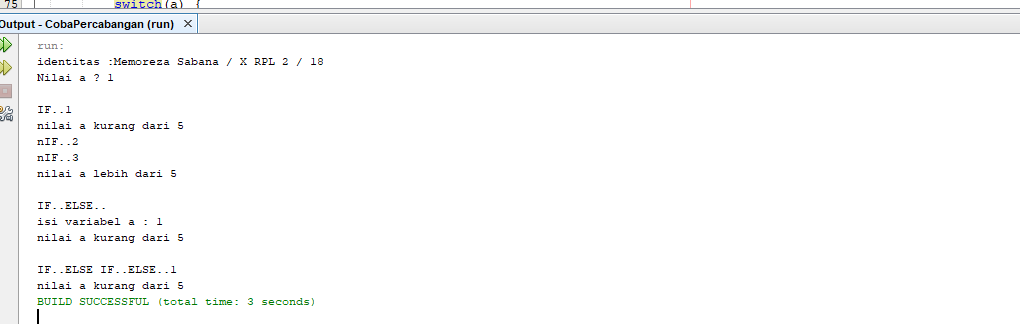 75 switch(a) {
Output - CobaPercabangan (run) ×
run:
identitas :Memoreza Sabana / X RPL 2 / 18
Nilai a ? 1
IF..1
nilai a kurang dari 5
nIF..2
nIF..3
nilai a lebih dari 5
IF..ELSE..
isi variabel a : 1
nilai a kurang dari 5
IF..ELSE IF..ELSE..1
nilai a kurang dari 5
BUILD SUCCESSFUL (total time: 3 seconds)